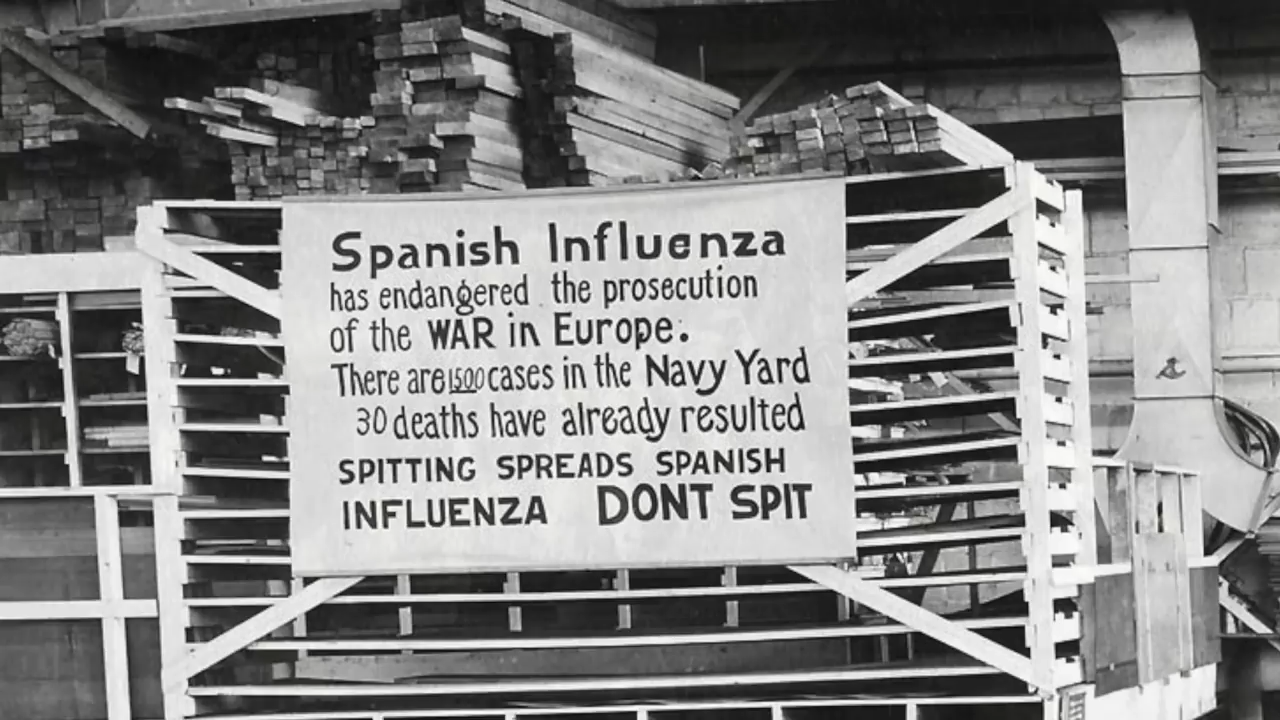 Spanish Influenza
has endangered the prosecution
of the WAR in Europe.
There are 1500 cases in the Navy Yard
30 deaths have already resulted
SPITTING SPREADS SPANISH
INFLUENZA DONT SPIT